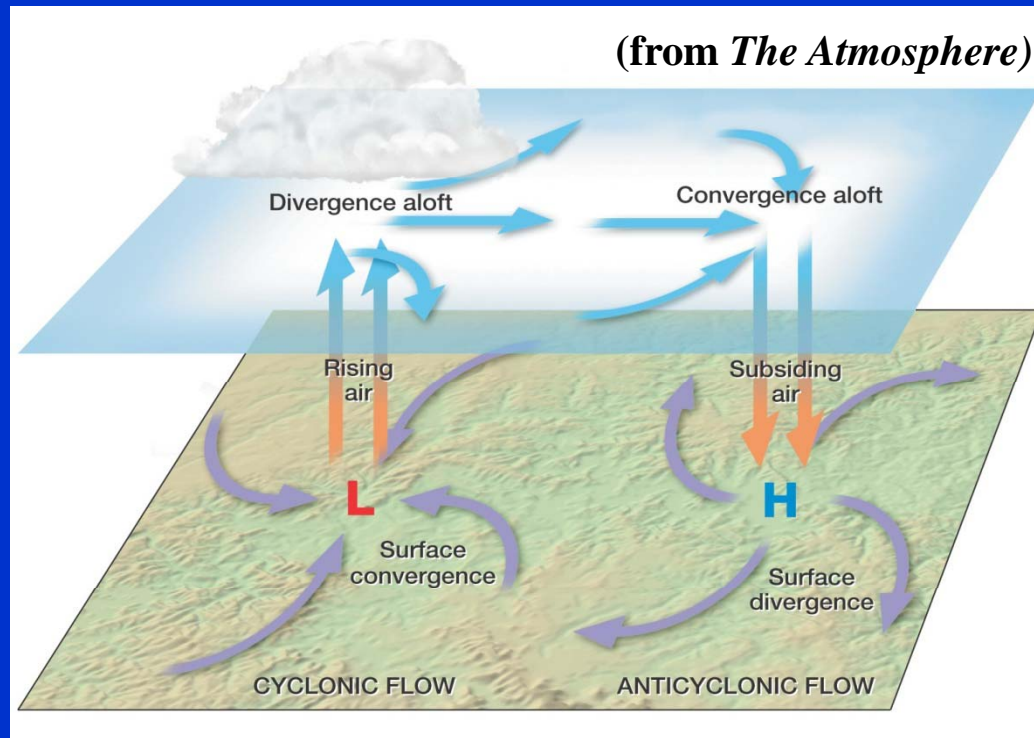 (from The Atmosphere)
Divergence aloft
Convergence aloft
Rising
air
Subsiding
air
L
H
Surface
convergence
Surface
divergence
CYCLONIC FLOW
ANTICYCLONIC FLOW